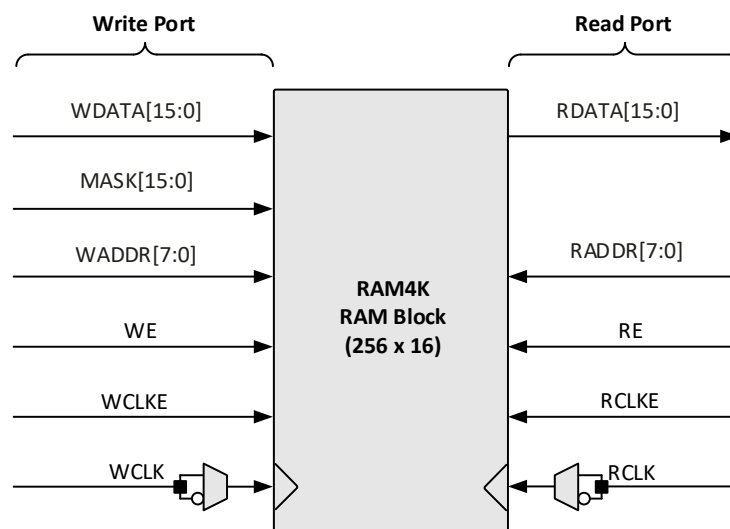 Write Port
Read Port
WDATA[15:0]
RDATA[15:0]
MASK[15:0]
WADDR[7:0]
RADDR[7:0]
RAM4K
RAM Block
(256 x 16)
WE
RE
WCLKE
RCLKE
WCLK
RCLK